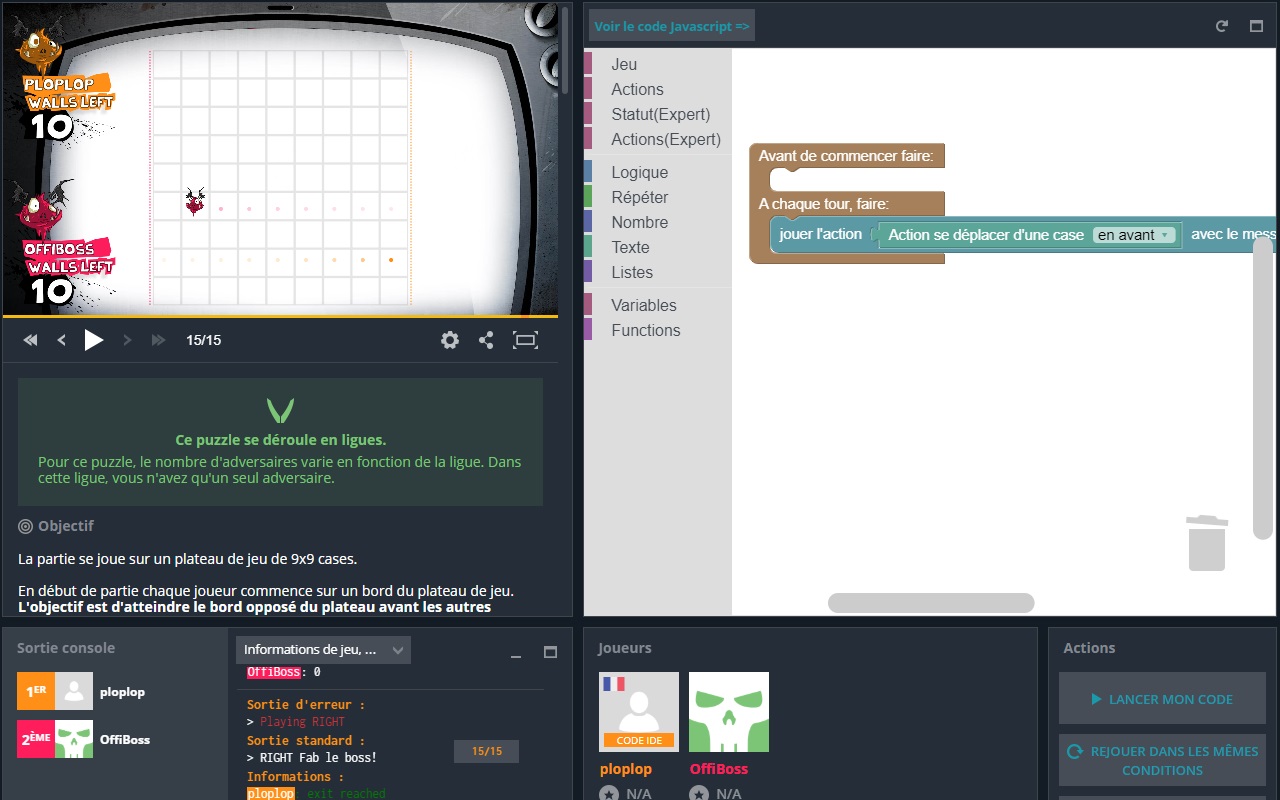 PLOPLOP
WALLS LEFT
10
OFFIBOSS
WALLS LEFT
10
15/15
Ce puzzle se déroule en ligues.
Pour ce puzzle, le nombre d'adversaires varie en fonction de la ligue. Dans
cette ligue, vous n'avez qu'un seul adversaire.
Objectif
La partie se joue sur un plateau de jeu de 9x9 cases.
En début de partie chaque joueur commence sur un bord du plateau de jeu.
L'objectif est d'atteindre le bord opposé du plateau avant les autres
Voir le code Javascript =>
Jeu
Actions
Statut(Expert)
Actions(Expert)
Logique
Répéter
Nombre
Texte
Listes
Variables
Functions
Avant de commencer faire:
A chaque tour, faire:
jouer l'action Action se déplacer d'une case en avant avec le mess
Sortie console
1ER ploplop
2ÈME OffiBoss
Informations de jeu, ...
OffiBoss: 0
Sortie d'erreur :
> Playing RIGHT
Sortie standard :
> RIGHT Fab le boss!
15/15
Informations :
ploplop: exit reached
Joueurs
CODE IDE
ploplop
N/A
OffiBoss
N/A
Actions
LANCER MON CODE
REJOUER DANS LES MÊMES
CONDITIONS